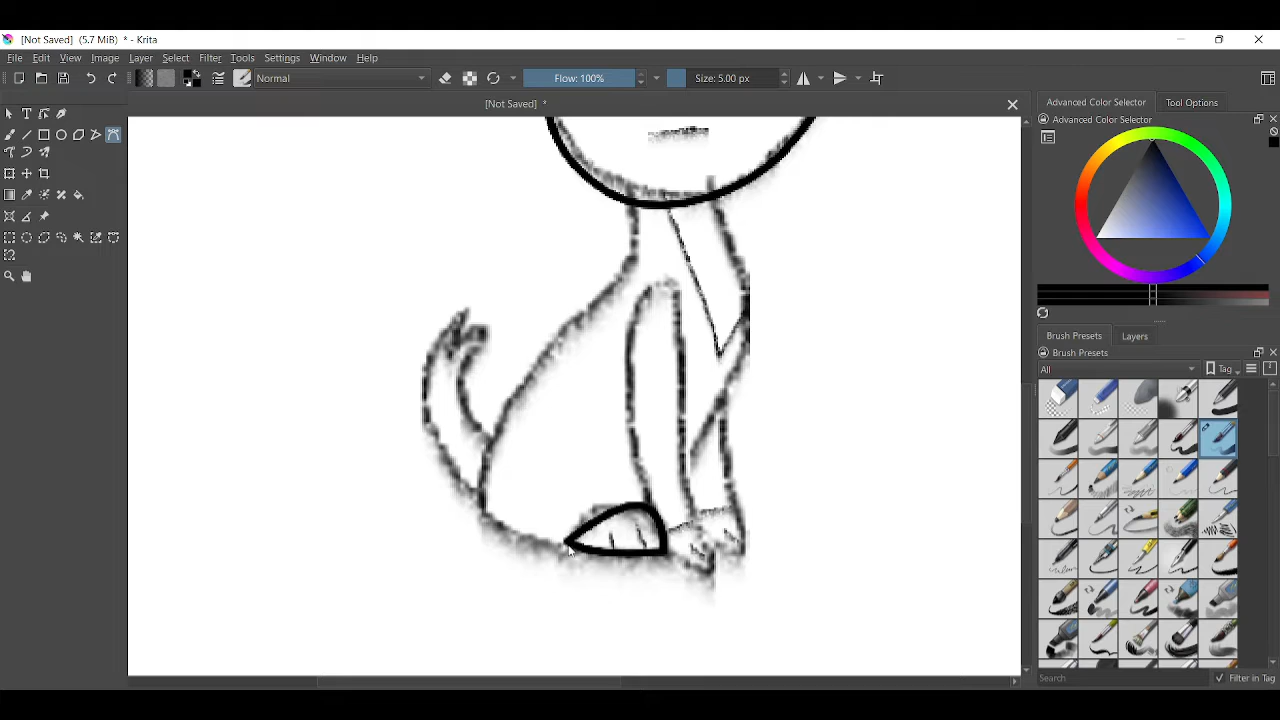 [Not Saved] (5.7 MiB) * - Krita
File Edit View Image Layer Select Filter Tools Settings Window Help
Normal Flow: 100% Size: 5.00 px
[Not Saved] *
Advanced Color Selector Tool Options
Advanced Color Selector
Brush Presets Layers
Brush Presets
All Tag
Search Filter in Tag